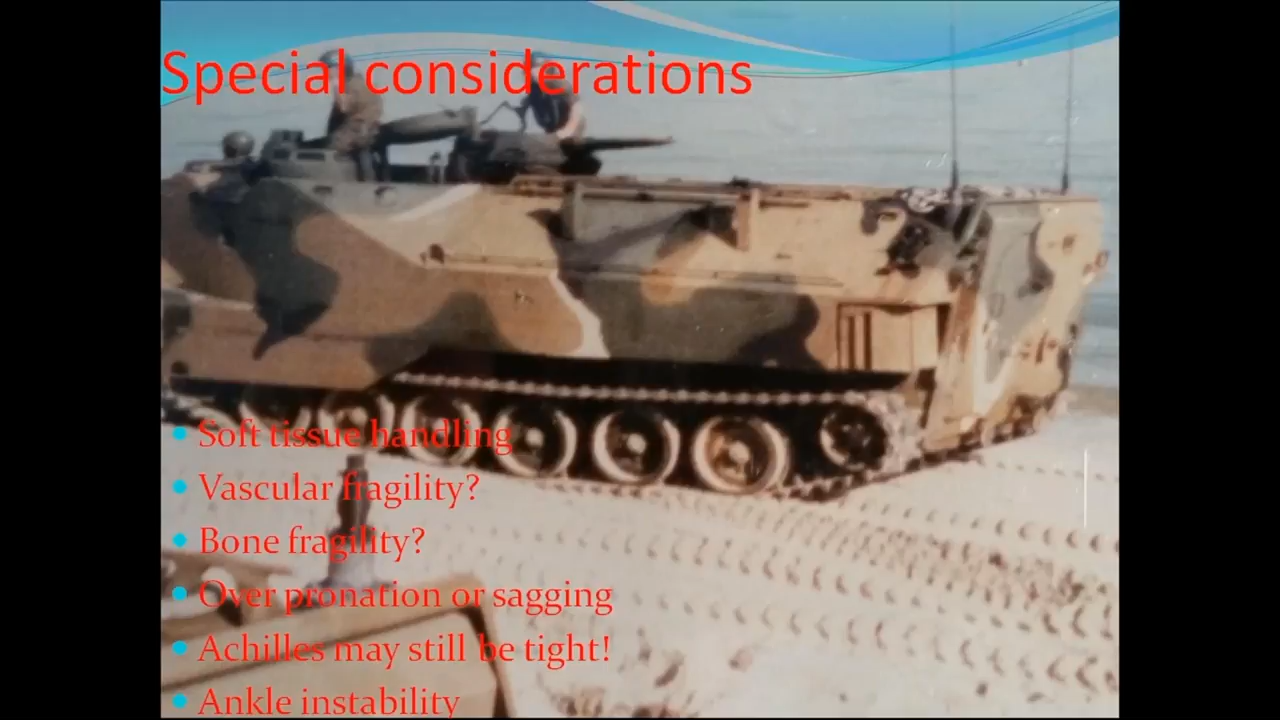 Special considerations
• Soft tissue handling
• Vascular fragility?
• Bone fragility?
• Over pronation or sagging
• Achilles may still be tight!
• Ankle instability